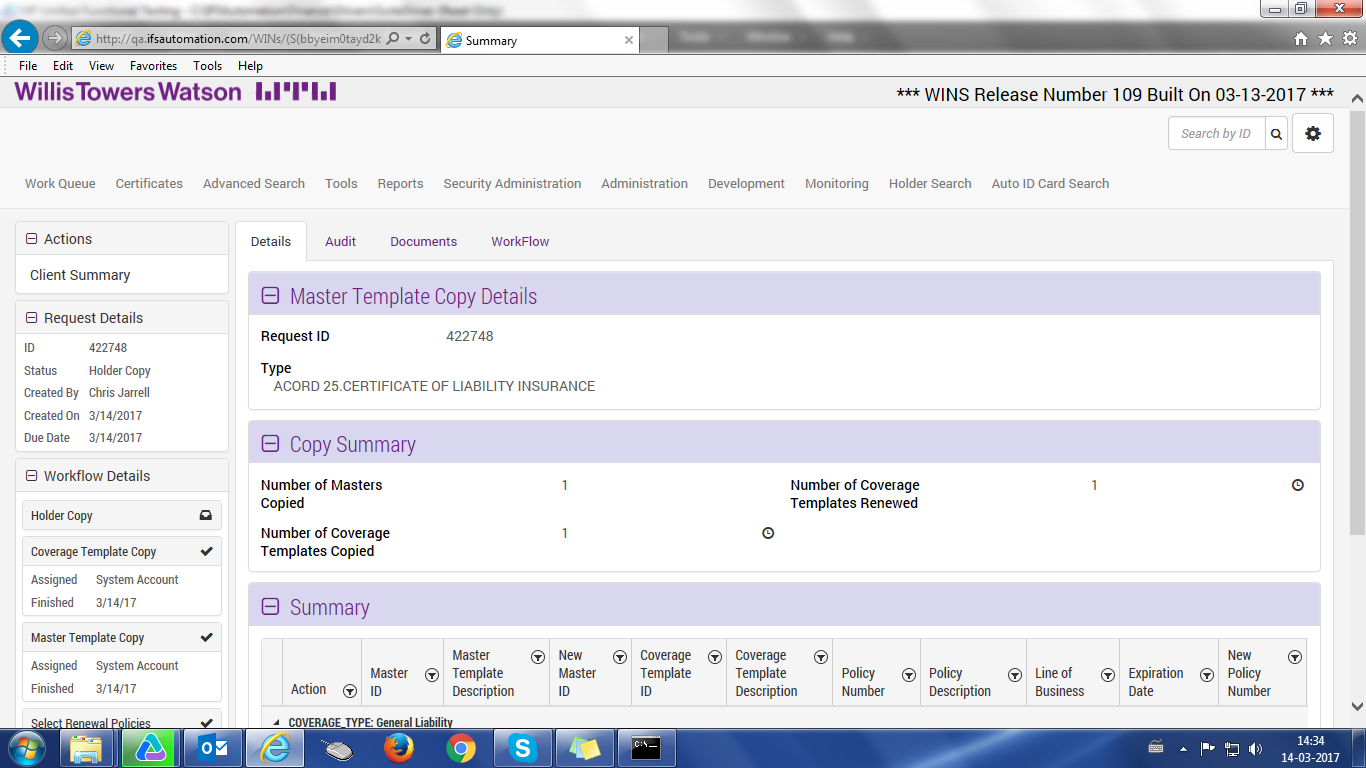 http://qa.ifsautomation.com/WINs/(S(bbyeim0tayd2k
Summary
File Edit View Favorites Tools Help
Willis Towers Watson
*** WINS Release Number 109 Built On 03-13-2017 ***
Search by ID
Work Queue Certificates Advanced Search Tools Reports Security Administration Administration Development Monitoring Holder Search Auto ID Card Search
Actions
Client Summary
Request Details
ID 422748
Status Holder Copy
Created By Chris Jarrell
Created On 3/14/2017
Due Date 3/14/2017
Workflow Details
Holder Copy
Coverage Template Copy
Assigned System Account
Finished 3/14/17
Master Template Copy
Assigned System Account
Finished 3/14/17
Select Renewal Policies
Details Audit Documents WorkFlow
Master Template Copy Details
Request ID 422748
Type
ACORD 25.CERTIFICATE OF LIABILITY INSURANCE
Copy Summary
Number of Masters Copied 1
Number of Coverage Templates Renewed 1
Number of Coverage Templates Copied 1
Summary
Action
Master ID
Master Template Description
New Master ID
Coverage Template ID
Coverage Template Description
Policy Number
Policy Description
Line of Business
Expiration Date
New Policy Number
COVERAGE_TYPE: General Liability
14:34
14-03-2017